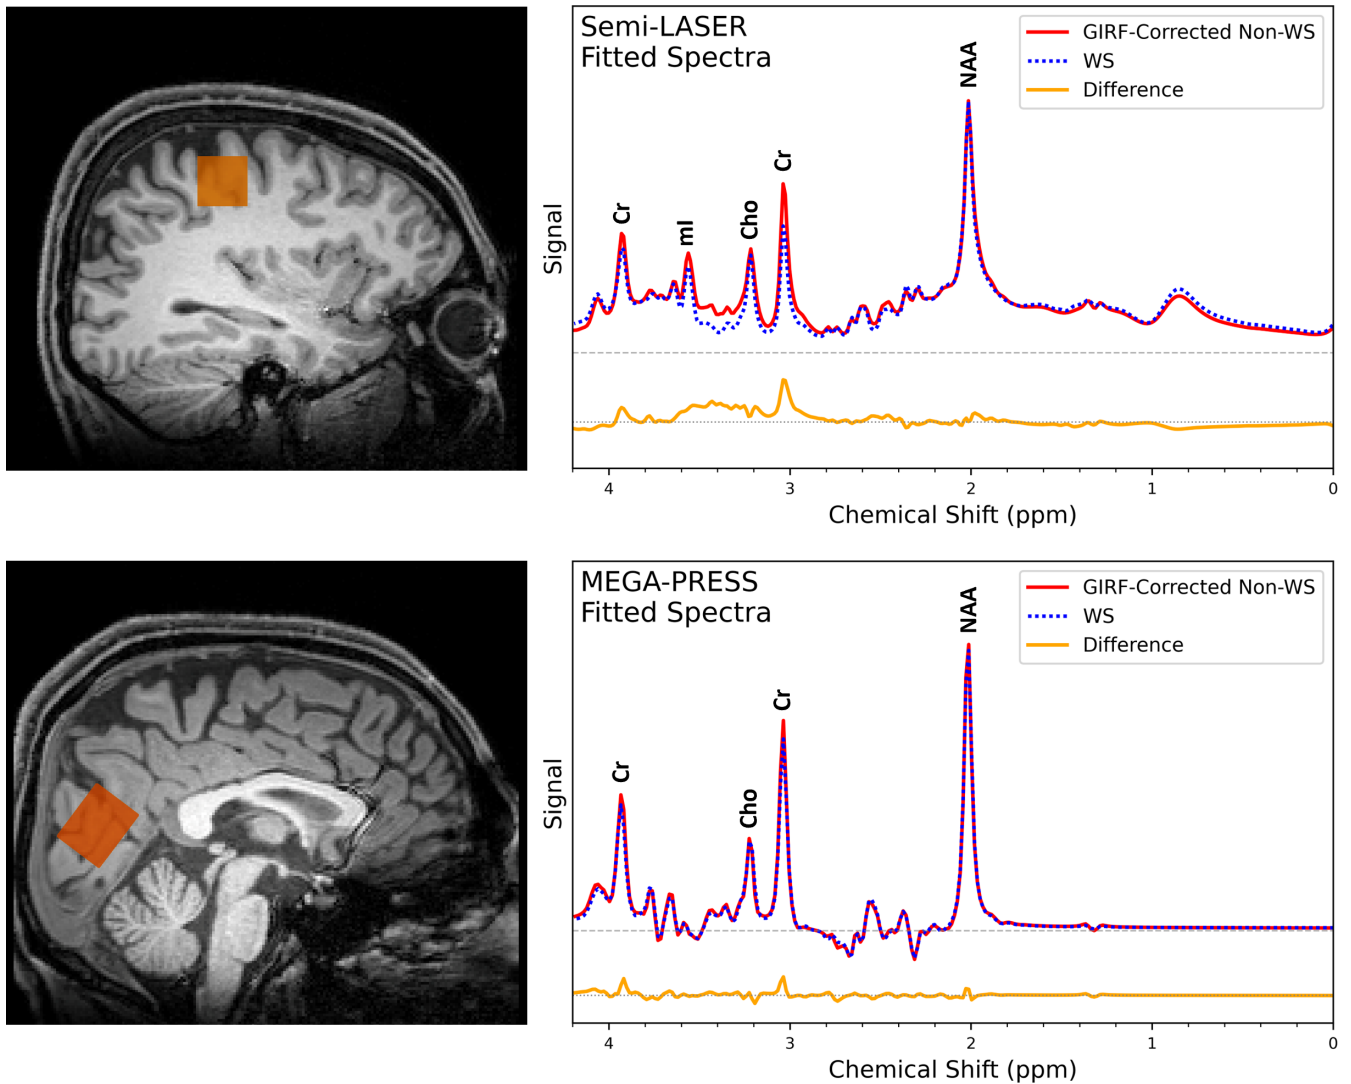 Semi-LASER
Fitted Spectra
GIRF-Corrected Non-WS
WS
Difference
Cr
mI
Cho
Cr
NAA
Signal
4 3 2 1 0
Chemical Shift (ppm)
MEGA-PRESS
Fitted Spectra
GIRF-Corrected Non-WS
WS
Difference
Cr
Cho
Cr
NAA
Signal
4 3 2 1 0
Chemical Shift (ppm)